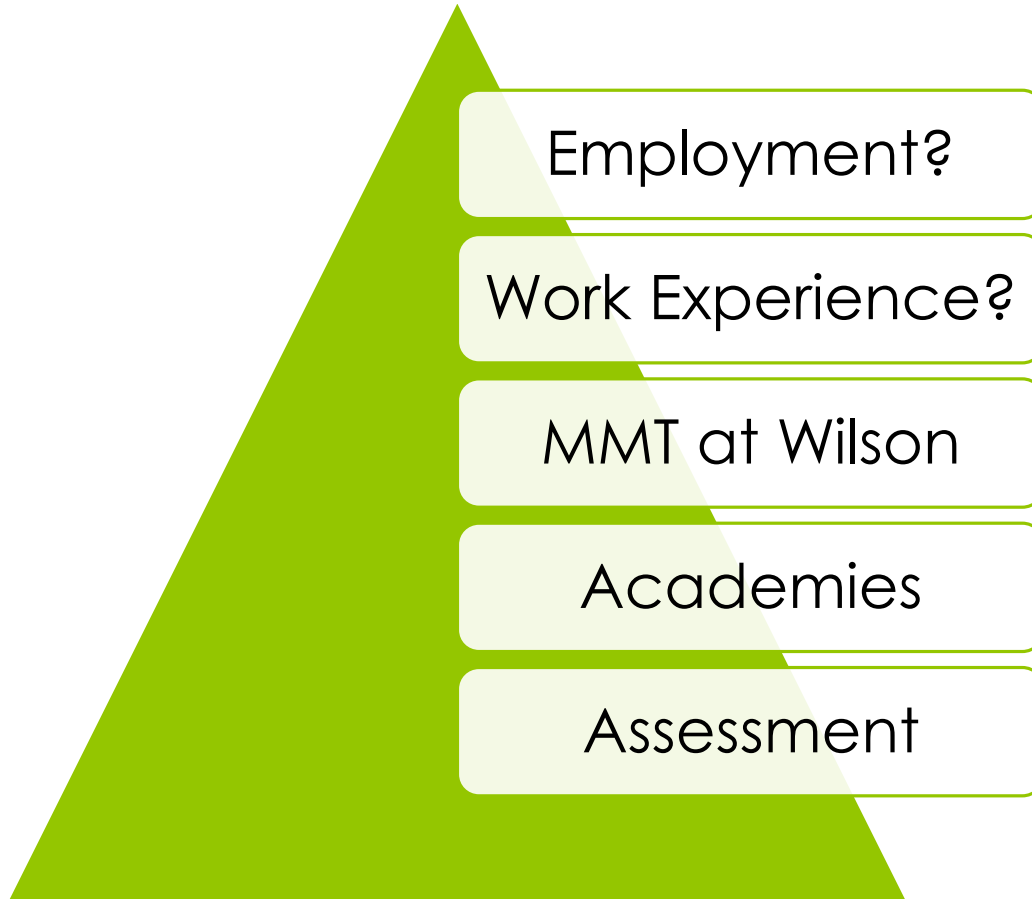 Employment?
Work Experience?
MMT at Wilson
Academies
Assessment